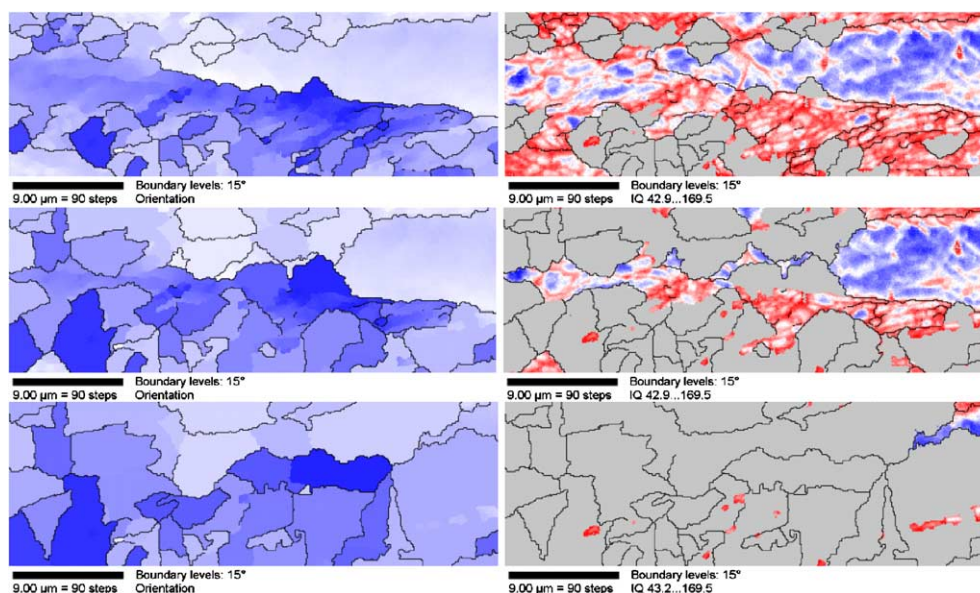 Boundary levels: 15°
9.00 µm = 90 steps Orientation
Boundary levels: 15°
9.00 µm = 90 steps IQ 42.9...169.5
Boundary levels: 15°
9.00 µm = 90 steps Orientation
Boundary levels: 15°
9.00 µm = 90 steps IQ 42.9...169.5
Boundary levels: 15°
9.00 µm = 90 steps Orientation
Boundary levels: 15°
9.00 µm = 90 steps IQ 43.2...169.5